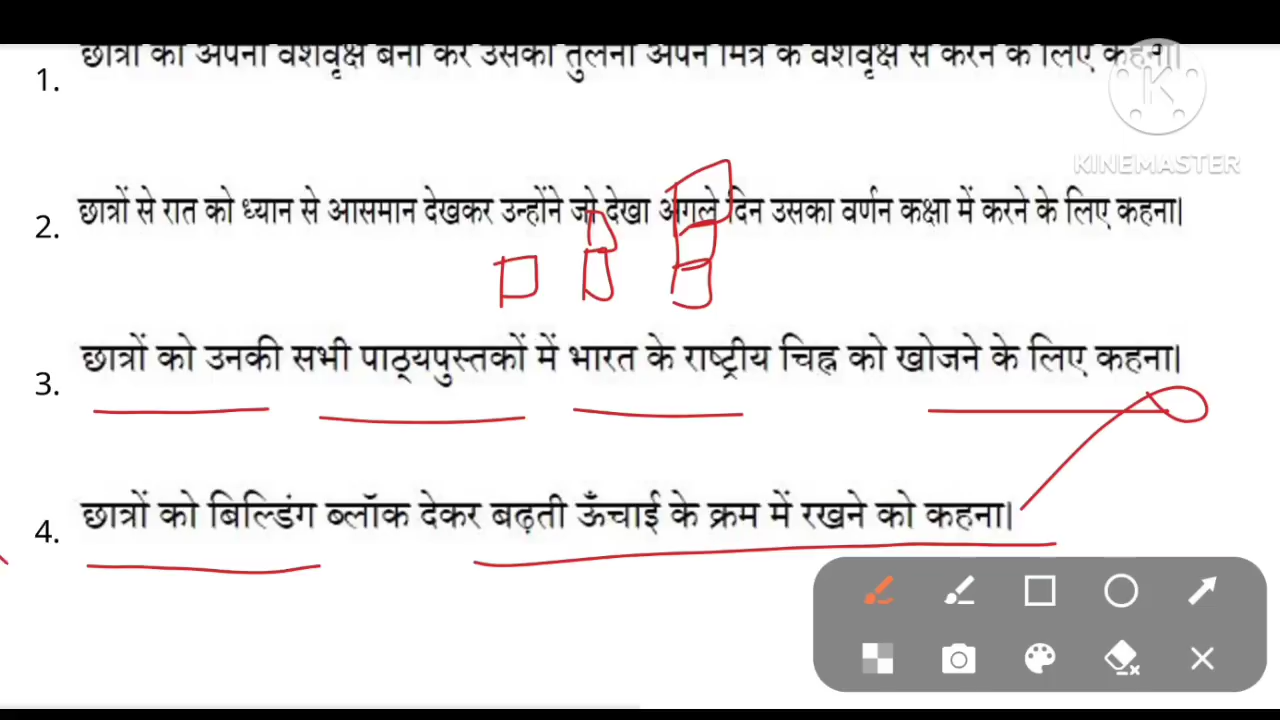 1. छात्रों को अपना वंशवृक्ष बना कर उसकी तुलना अपने मित्र के वंशवृक्ष से करने के लिए कहना।
KINEMASTER
2. छात्रों से रात को ध्यान से आसमान देखकर उन्होंने जो देखा अगले दिन उसका वर्णन कक्षा में करने के लिए कहना।
3. छात्रों को उनकी सभी पाठ्यपुस्तकों में भारत के राष्ट्रीय चिह्न को खोजने के लिए कहना।
4. छात्रों को बिल्डिंग ब्लॉक देकर बढ़ती ऊँचाई के क्रम में रखने को कहना।